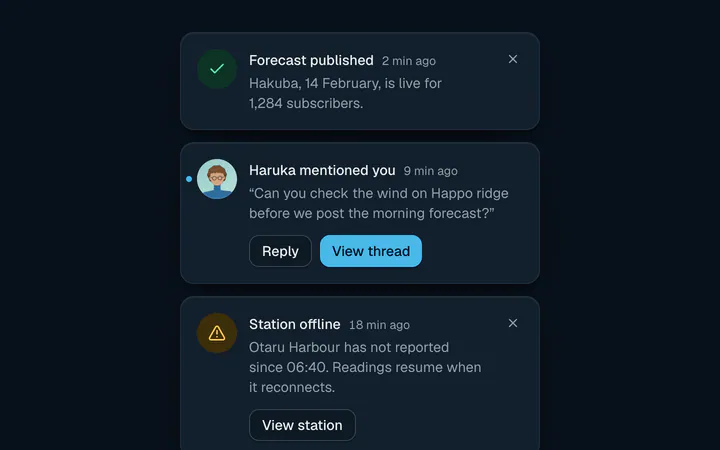 Forecast published 2 min ago
Hakuba, 14 February, is live for
1,284 subscribers.
Haruka mentioned you 9 min ago
“Can you check the wind on Happo ridge
before we post the morning forecast?”
Reply View thread
Station offline 18 min ago
Otaru Harbour has not reported
since 06:40. Readings resume when
it reconnects.
View station